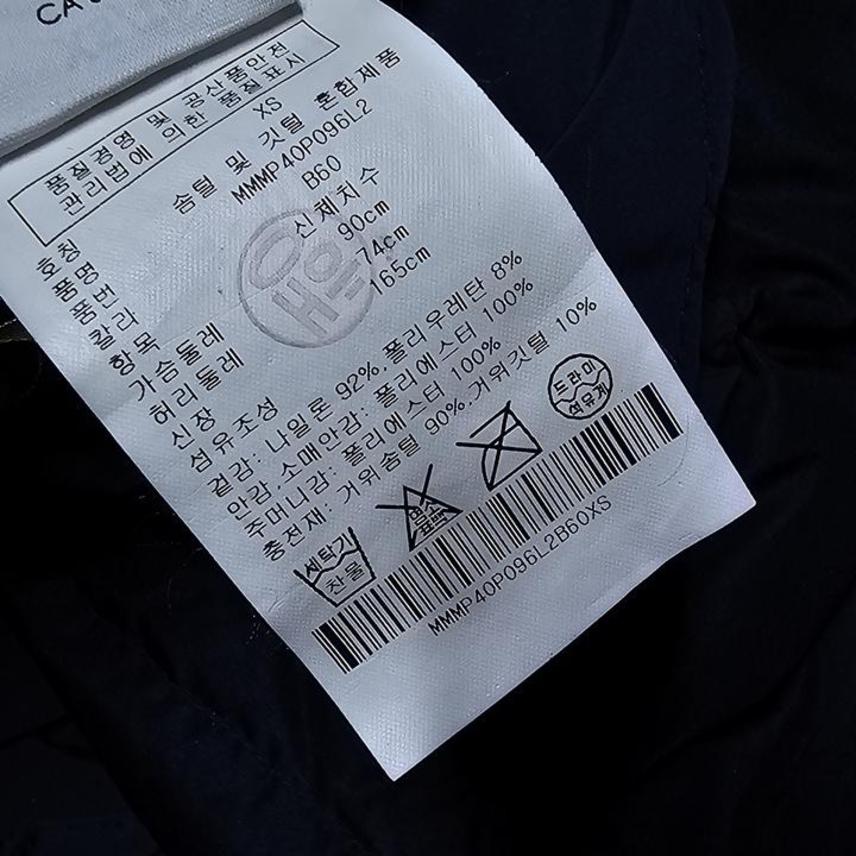 CA
품질경영 및 공산품안전
관리법에 의한 품질표시
호칭 XS
품명 솜털 및 깃털 혼합제품
품번 MMMP40P096L2
칼라 B60
항목 신체치수
가슴둘레 90cm
허리둘레 74cm
신장 165cm
섬유조성
겉감: 나일론 92%,폴리우레탄 8%
안감,소매안감: 폴리에스터 100%
주머니감: 폴리에스터 100%
충전재: 거위솜털 90%,거위깃털 10%
세탁기
찬물
염소
표백
드라이
석유계
MMMP40P096L2B60XS